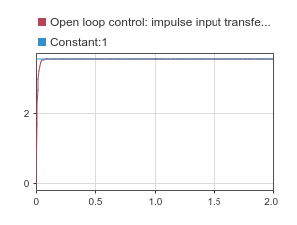 Open loop control: impulse input transfe...
Constant:1
2
0
0 0.5 1.0 1.5 2.0